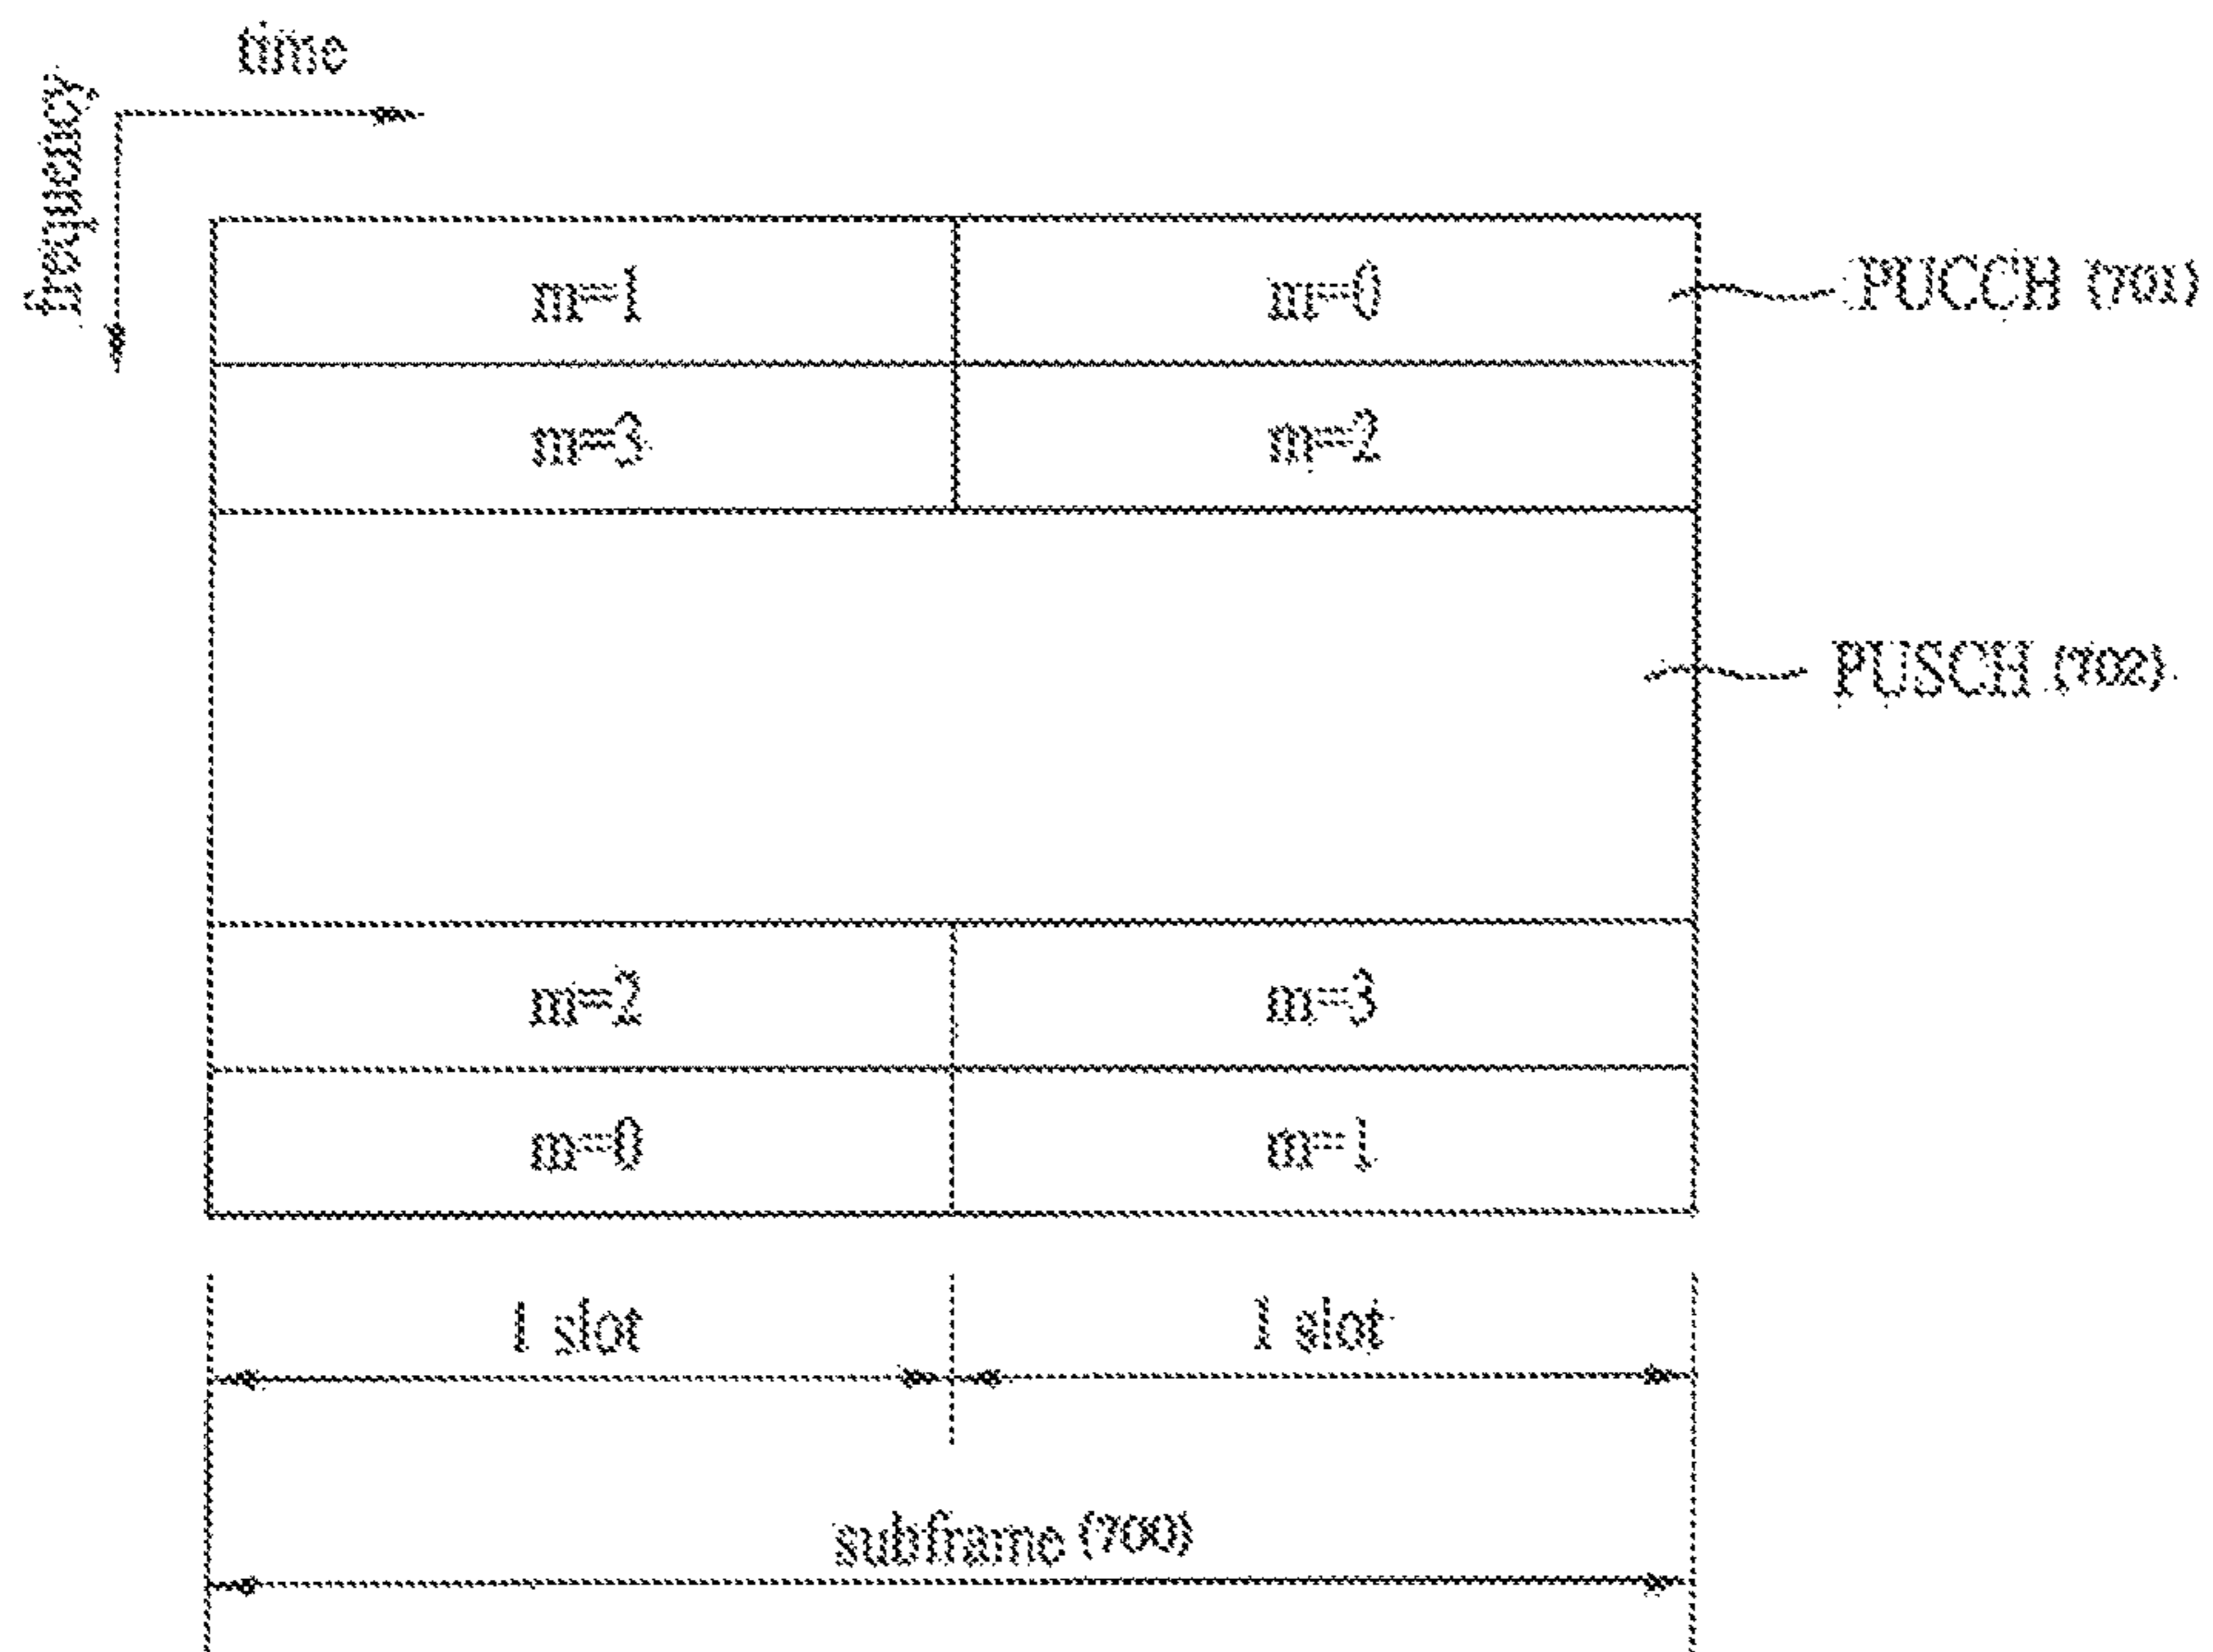 time
frequency
m=1 m=0 PUCCH (701)
m=3 m=2
PUSCH (702)
m=2 m=3
m=0 m=1
1 slot 1 slot
subframe (700)